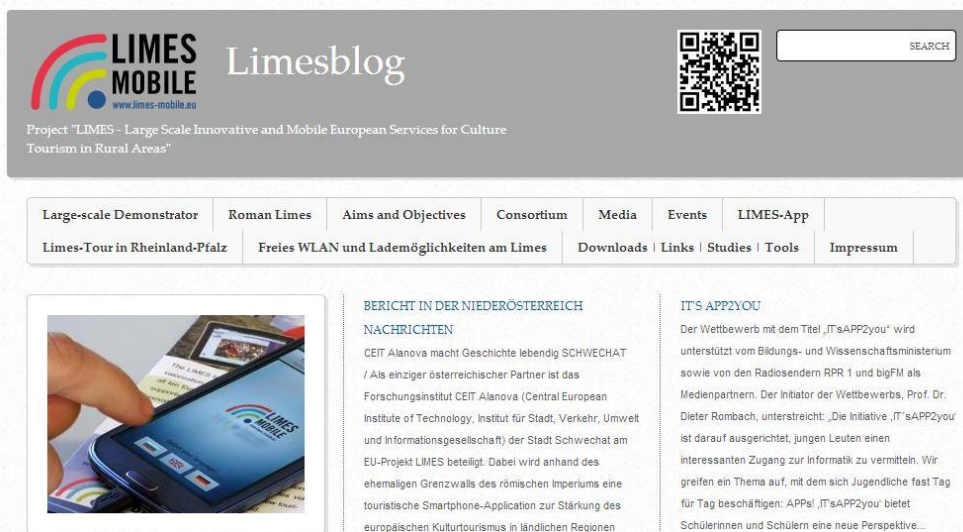 LIMES
MOBILE
www.limes-mobile.eu
Limesblog
SEARCH
Project "LIMES - Large Scale Innovative and Mobile European Services for Culture
Tourism in Rural Areas"
Large-scale Demonstrator
Roman Limes
Aims and Objectives
Consortium
Media
Events
LIMES-App
Limes-Tour in Rheinland-Pfalz
Freies WLAN und Lademöglichkeiten am Limes
Downloads | Links | Studies | Tools
Impressum
LIMES
MOBILE
BERICHT IN DER NIEDERÖSTERREICH
NACHRICHTEN
CEIT Alanova macht Geschichte lebendig SCHWECHAT
/ Als einziger österreichischer Partner ist das
Forschungsinstitut CEIT Alanova (Central European
Institute of Technology, Institut für Stadt, Verkehr, Umwelt
und Informationsgesellschaft) der Stadt Schwechat am
EU-Projekt LIMES beteiligt. Dabei wird anhand des
ehemaligen Grenzwalls des römischen Imperiums eine
touristische Smartphone-Application zur Stärkung des
europäischen Kulturtourismus in ländlichen Regionen
IT'S APP2YOU
Der Wettbewerb mit dem Titel „IT'sAPP2you“ wird
unterstützt vom Bildungs- und Wissenschaftsministerium
sowie von den Radiosendern RPR 1 und bigFM als
Medienpartnern. Der Initiator der Wettbewerbs, Prof. Dr.
Dieter Rombach, unterstreicht: „Die Initiative ‚IT´sAPP2you'
ist darauf ausgerichtet, jungen Leuten einen
interessanten Zugang zur Informatik zu vermitteln. Wir
greifen ein Thema auf, mit dem sich Jugendliche fast Tag
für Tag beschäftigen: APPs! ‚IT'sAPP2you' bietet
Schülerinnen und Schülern eine neue Perspektive...